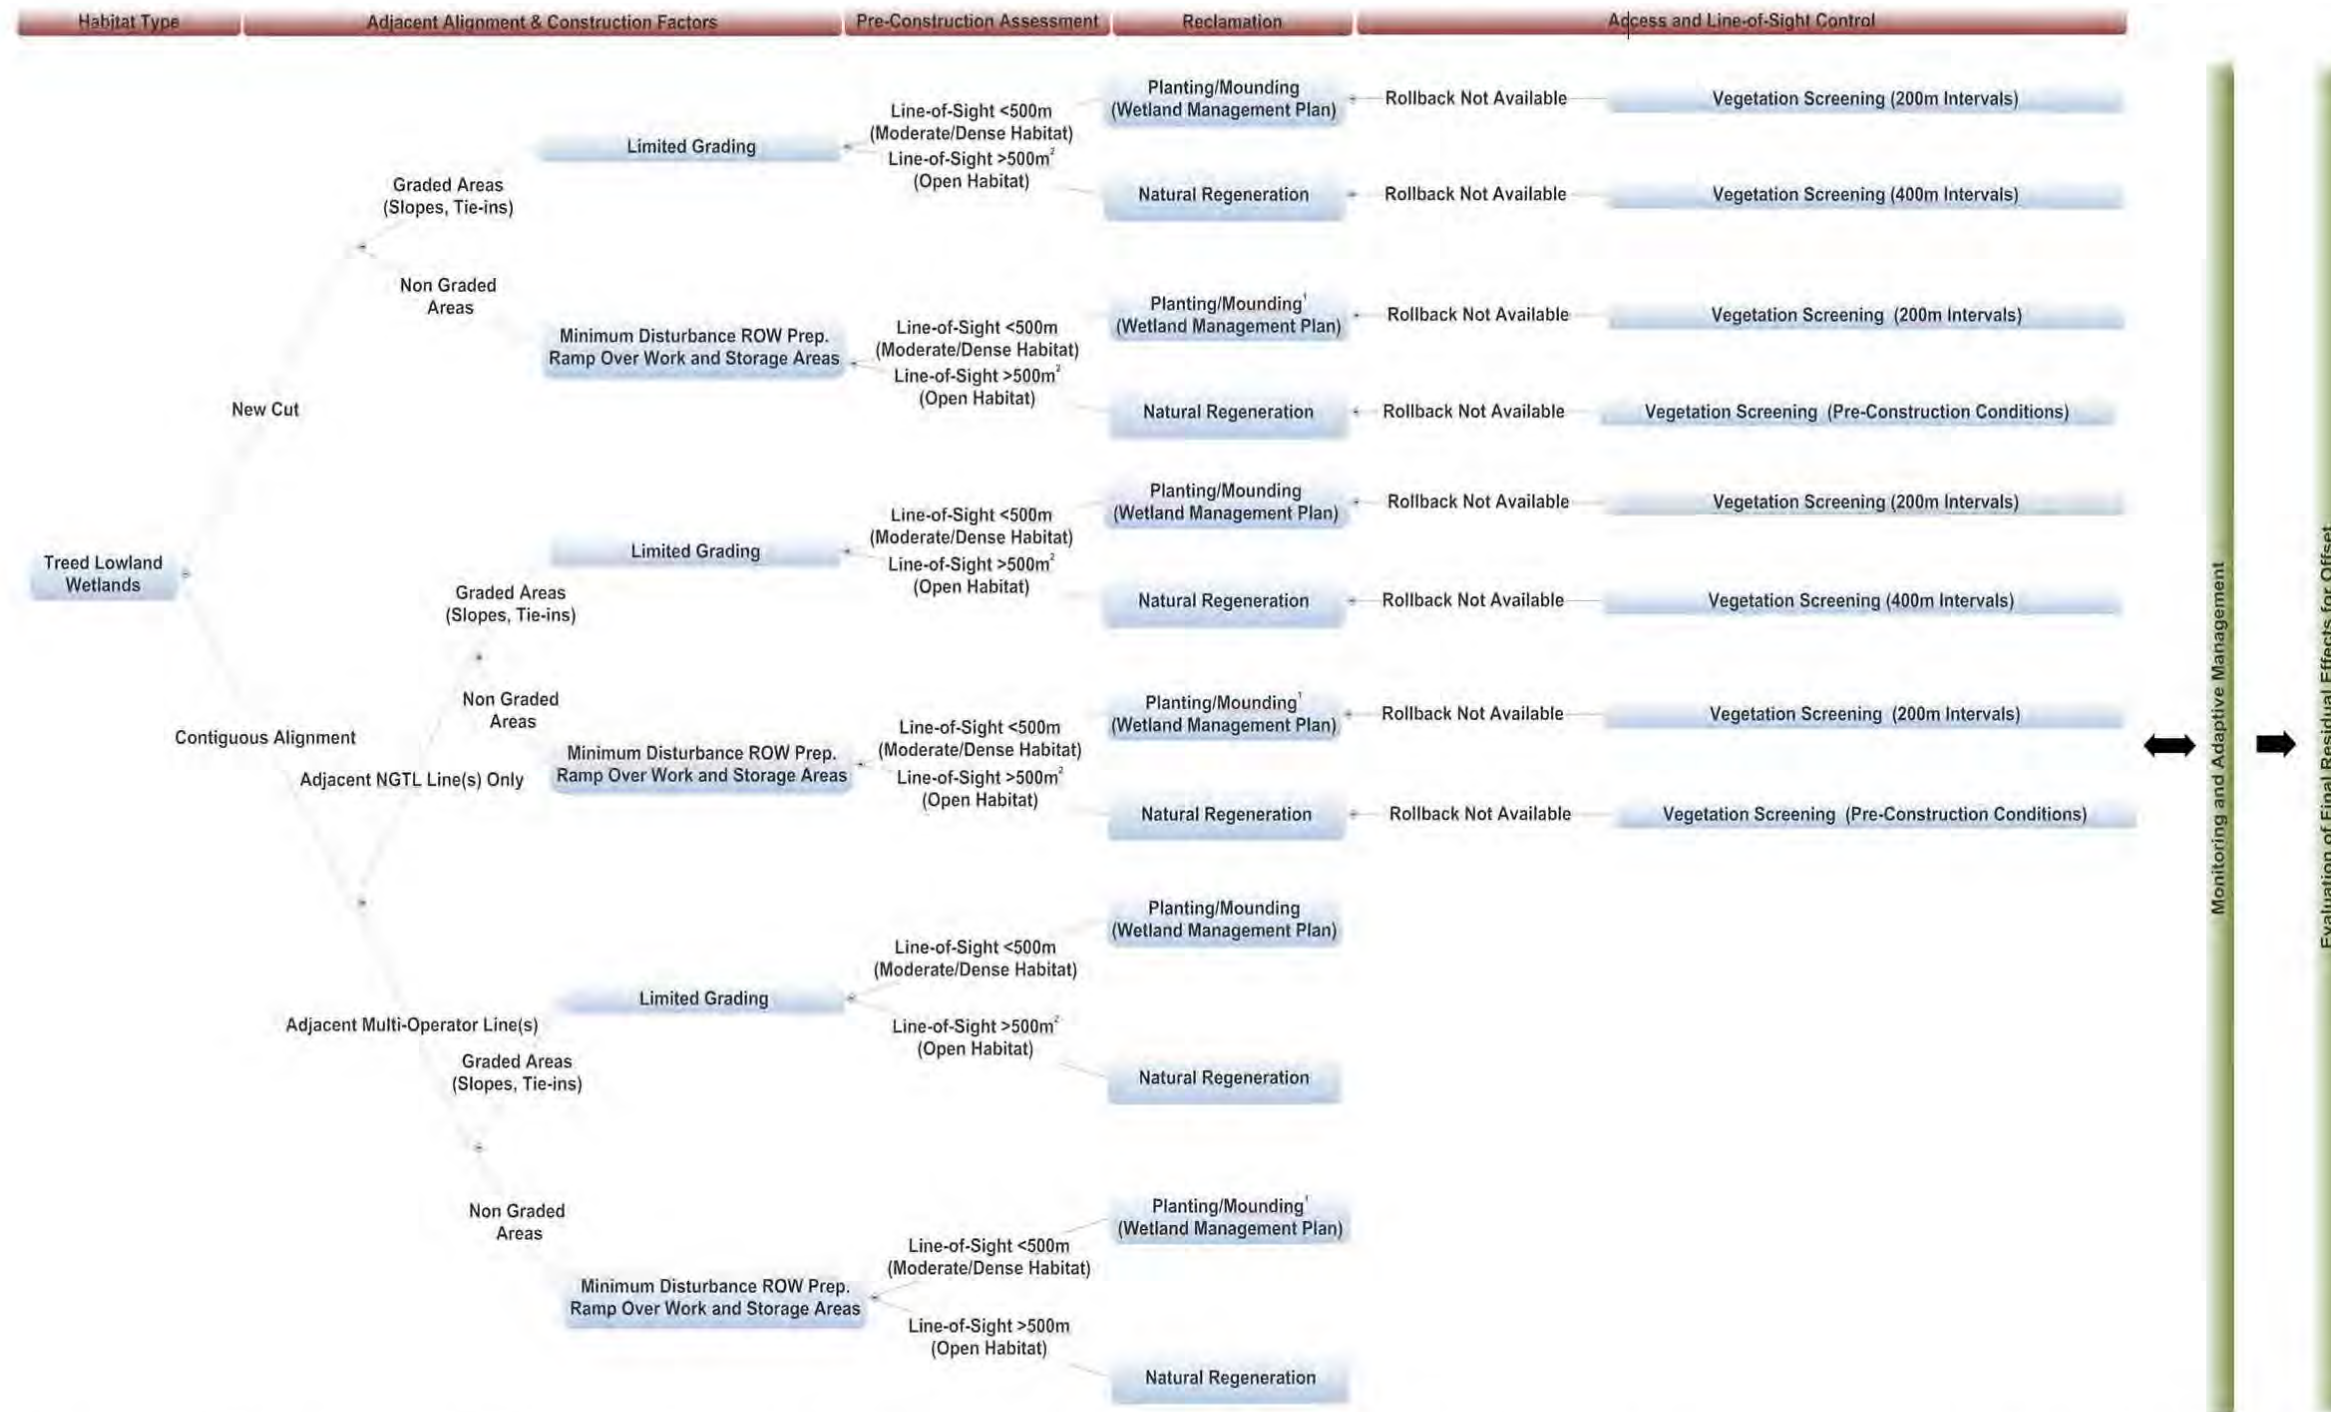 Habitat Type
Adjacent Alignment & Construction Factors
Pre-Construction Assessment
Reclamation
Access and Line-of-Sight Control
Treed Lowland
Wetlands
New Cut
Graded Areas
(Slopes, Tie-ins)
Limited Grading
Line-of-Sight <500m
(Moderate/Dense Habitat)
Planting/Mounding
(Wetland Management Plan)
Rollback Not Available
Vegetation Screening (200m Intervals)
Line-of-Sight >500m²
(Open Habitat)
Natural Regeneration
Rollback Not Available
Vegetation Screening (400m Intervals)
Non Graded
Areas
Minimum Disturbance ROW Prep.
Ramp Over Work and Storage Areas
Line-of-Sight <500m
(Moderate/Dense Habitat)
Planting/Mounding¹
(Wetland Management Plan)
Rollback Not Available
Vegetation Screening (200m Intervals)
Line-of-Sight >500m²
(Open Habitat)
Natural Regeneration
Rollback Not Available
Vegetation Screening (Pre-Construction Conditions)
Contiguous Alignment
Adjacent NGTL Line(s) Only
Graded Areas
(Slopes, Tie-ins)
Limited Grading
Line-of-Sight <500m
(Moderate/Dense Habitat)
Planting/Mounding
(Wetland Management Plan)
Rollback Not Available
Vegetation Screening (200m Intervals)
Line-of-Sight >500m²
(Open Habitat)
Natural Regeneration
Rollback Not Available
Vegetation Screening (400m Intervals)
Non Graded
Areas
Minimum Disturbance ROW Prep.
Ramp Over Work and Storage Areas
Line-of-Sight <500m
(Moderate/Dense Habitat)
Planting/Mounding¹
(Wetland Management Plan)
Rollback Not Available
Vegetation Screening (200m Intervals)
Line-of-Sight >500m²
(Open Habitat)
Natural Regeneration
Rollback Not Available
Vegetation Screening (Pre-Construction Conditions)
Adjacent Multi-Operator Line(s)
Graded Areas
(Slopes, Tie-ins)
Limited Grading
Line-of-Sight <500m
(Moderate/Dense Habitat)
Planting/Mounding
(Wetland Management Plan)
Line-of-Sight >500m²
(Open Habitat)
Natural Regeneration
Non Graded
Areas
Minimum Disturbance ROW Prep.
Ramp Over Work and Storage Areas
Line-of-Sight <500m
(Moderate/Dense Habitat)
Planting/Mounding¹
(Wetland Management Plan)
Line-of-Sight >500m
(Open Habitat)
Natural Regeneration
Monitoring and Adaptive Management
Evaluation of Final Residual Effects for Offset